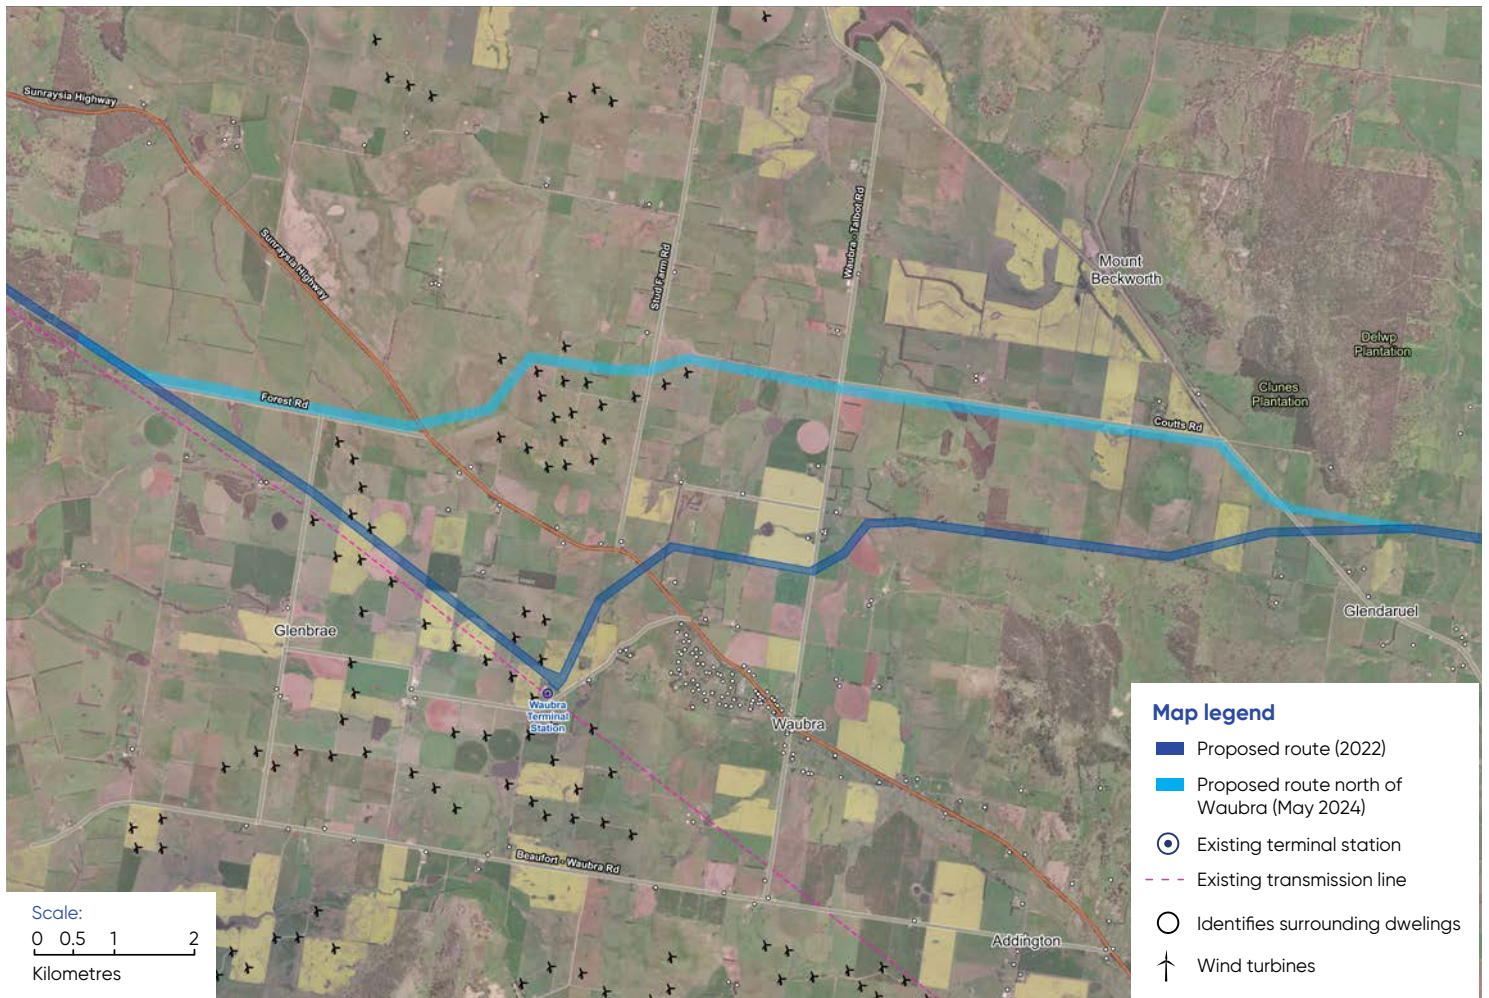 Sunraysia Highway
Sunraysia Highway
Stud Farm Rd
Waubra - Talbot Rd
Mount
Beckworth
Delwp
Plantation
Clunes
Plantation
Forest Rd
Coutts Rd
Glendaruel
Glenbrae
Waubra
Terminal
Station
Waubra
Beaufort - Waubra Rd
Addington
Map legend
Proposed route (2022)
Proposed route north of
Waubra (May 2024)
Existing terminal station
Existing transmission line
Identifies surrounding dwelings
Wind turbines
Scale:
0 0.5 1 2
Kilometres